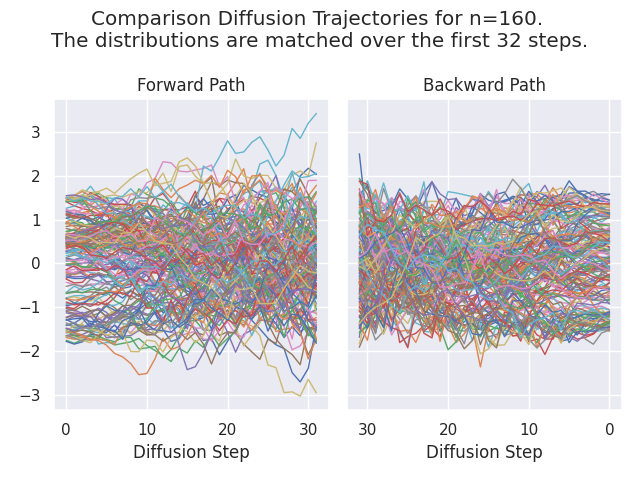 Comparison Diffusion Trajectories for n=160.
The distributions are matched over the first 32 steps.
Forward Path
Backward Path
3
2
1
0
−1
−2
−3
0 10 20 30
30 20 10 0
Diffusion Step
Diffusion Step